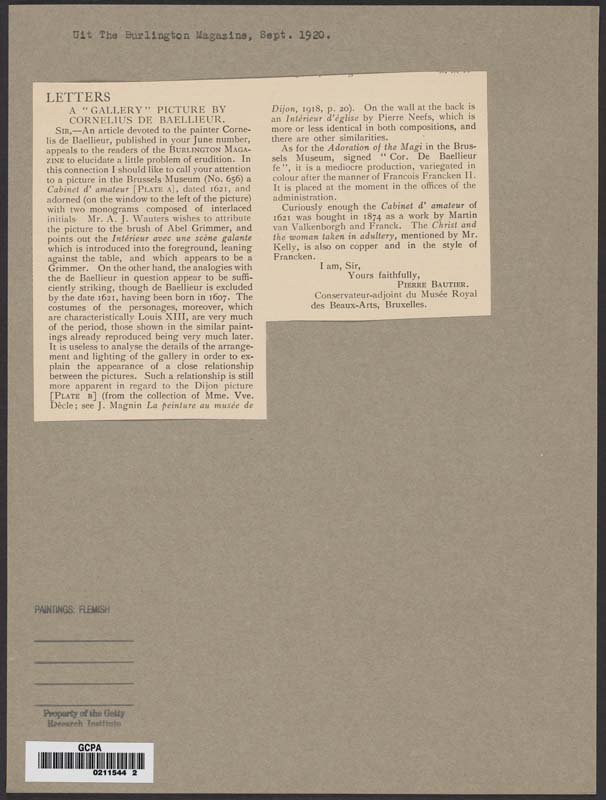 Uit The Burlington Magazine, Sept. 1920.
LETTERS
A "GALLERY" PICTURE BY
CORNELIUS DE BAELLIEUR.
SIR,—An article devoted to the painter Corne-
lis de Baellieur, published in your June number,
appeals to the readers of the BURLINGTON MAGA-
ZINE to elucidate a little problem of erudition. In
this connection I should like to call your attention
to a picture in the Brussels Museum (No. 656) a
Cabinet d' amateur [PLATE A], dated 1621, and
adorned (on the window to the left of the picture)
with two monograms composed of interlaced
initials Mr. A. J. Wauters wishes to attribute
the picture to the brush of Abel Grimmer, and
points out the Intérieur avec une scène galante
which is introduced into the foreground, leaning
against the table, and which appears to be a
Grimmer. On the other hand, the analogies with
the de Baellieur in question appear to be suffi-
ciently striking, though de Baellieur is excluded
by the date 1621, having been born in 1607. The
costumes of the personages, moreover, which
are characteristically Louis XIII, are very much
of the period, those shown in the similar paint-
ings already reproduced being very much later.
It is useless to analyse the details of the arrange-
ment and lighting of the gallery in order to ex-
plain the appearance of a close relationship
between the pictures. Such a relationship is still
more apparent in regard to the Dijon picture
[PLATE B] (from the collection of Mme. Vve.
Dècle; see J. Magnin La peinture au musée de
Dijon, 1918, p. 20). On the wall at the back is
an Intérieur d'église by Pierre Neefs, which is
more or less identical in both compositions, and
there are other similarities.
As for the Adoration of the Magi in the Brus-
sels Museum, signed "Cor. De Baellieur
fe", it is a mediocre production, variegated in
colour after the manner of Francois Francken II.
It is placed at the moment in the offices of the
administration.
Curiously enough the Cabinet d' amateur of
1621 was bought in 1874 as a work by Martin
van Valkenborgh and Franck. The Christ and
the woman taken in adultery, mentioned by Mr.
Kelly, is also on copper and in the style of
Francken.
I am, Sir,
Yours faithfully,
PIERRE BAUTIER.
Conservateur-adjoint du Musée Royal
des Beaux-Arts, Bruxelles.
PAINTINGS: FLEMISH
Property of the Getty
Research Institute
GCPA
0211544 2